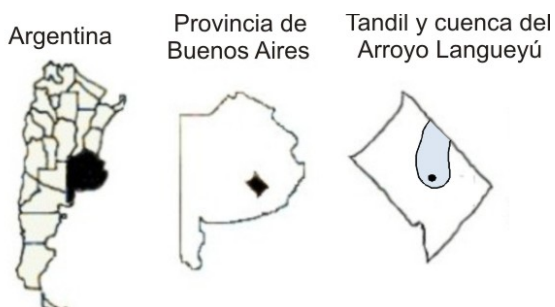 Argentina
Provincia de
Buenos Aires
Tandil y cuenca del
Arroyo Langueyú